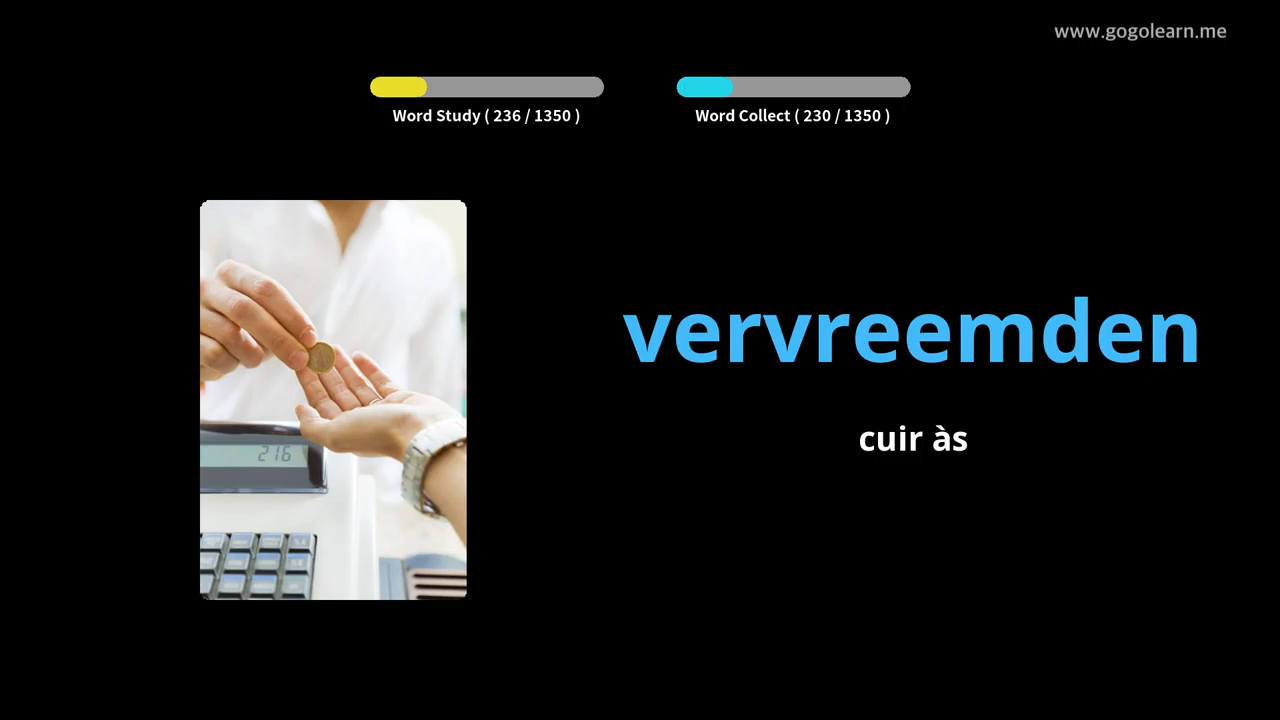 www.gogolearn.me
Word Study ( 236 / 1350 )
Word Collect ( 230 / 1350 )
vervreemden
cuir às
216